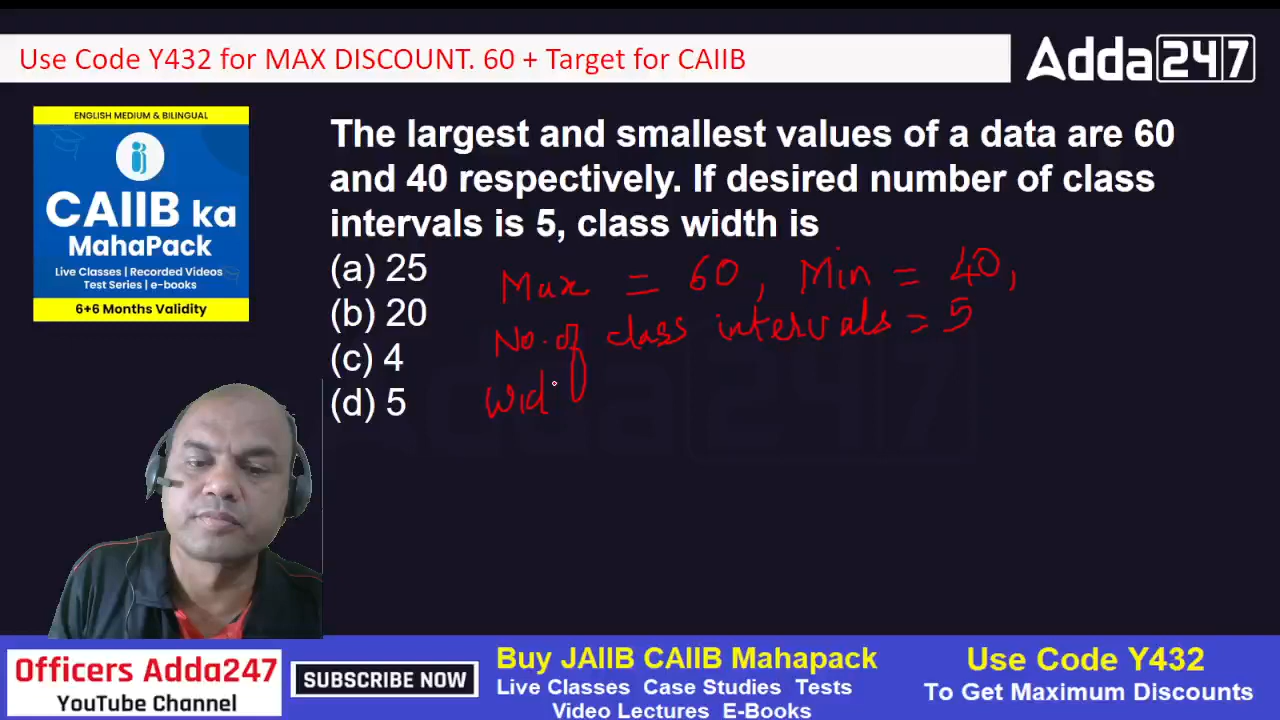 Use Code Y432 for MAX DISCOUNT. 60 + Target for CAIIB
Adda247
ENGLISH MEDIUM & BILINGUAL
CAIIB ka
MahaPack
Live Classes | Recorded Videos
Test Series | e-books
6+6 Months Validity
The largest and smallest values of a data are 60
and 40 respectively. If desired number of class
intervals is 5, class width is
(a) 25
(b) 20
(c) 4
(d) 5
Max = 60, Min = 40,
No. of class intervals = 5
Wid
Adda247
Officers Adda247
YouTube Channel
SUBSCRIBE NOW
Buy JAIIB CAIIB Mahapack
Live Classes Case Studies Tests
Video Lectures E-Books
Use Code Y432
To Get Maximum Discounts